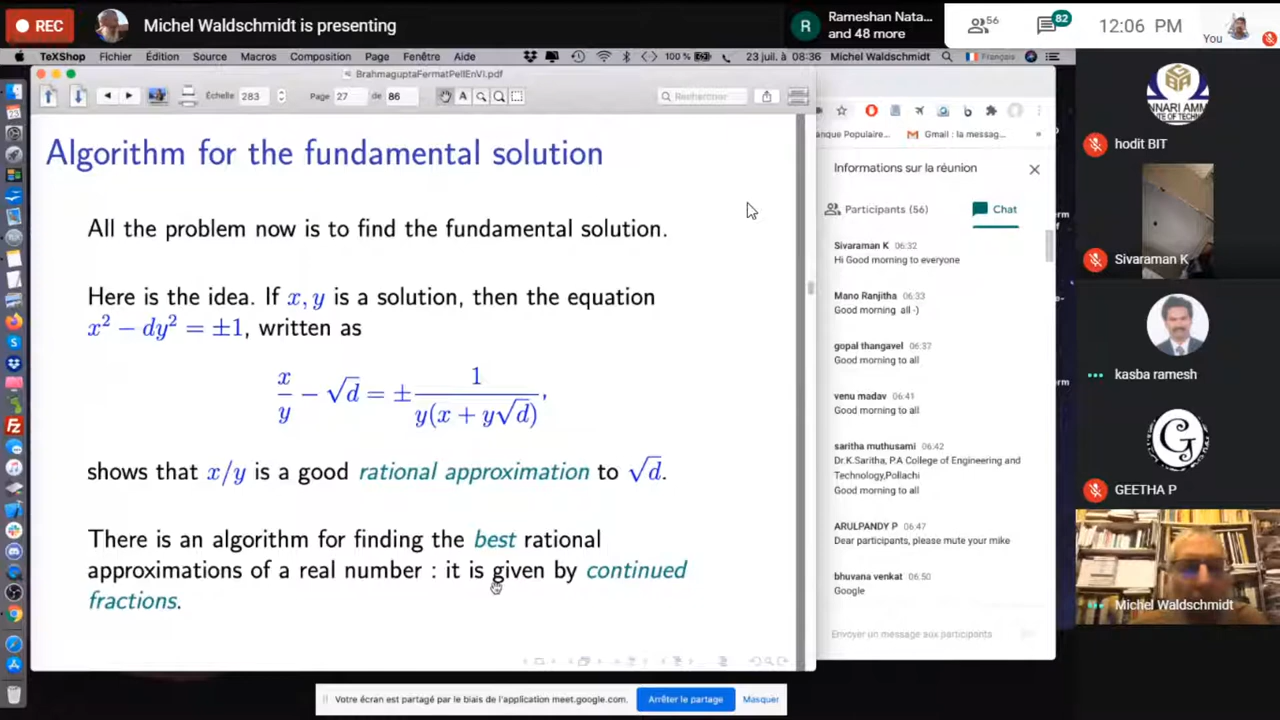 REC
Michel Waldschmidt is presenting
R
Rameshan Nata...
and 48 more
56
82
12:06 PM
You
TeXShop Fichier Édition Source Macros Composition Page Fenêtre Aide
100 %
23 juil. à 08:36 Michel Waldschmidt
Français
BrahmaguptaFermatPellEnVI.pdf
Échelle 283
Page 27 de 86
Rechercher
Algorithm for the fundamental solution
All the problem now is to find the fundamental solution.
Here is the idea. If x, y is a solution, then the equation
x² − dy² = ±1, written as
x/y − √d = ± 1/(y(x + y√d)),
shows that x/y is a good rational approximation to √d.
There is an algorithm for finding the best rational
approximations of a real number : it is given by continued
fractions.
anque Populaire...
Gmail : la messag...
Informations sur la réunion
Participants (56)
Chat
Sivaraman K 06:32
Hi Good morning to everyone
Mano Ranjitha 06:33
Good morning all -)
gopal thangavel 06:37
Good morning to all
venu madav 06:41
Good morning to all
saritha muthusami 06:42
Dr.K.Saritha, P.A College of Engineering and
Technology,Pollachi
Good morning to all
ARULPANDY P 06:47
Dear participants, please mute your mike
bhuvana venkat 06:50
Google
Envoyer un message aux participants
Votre écran est partagé par le biais de l'application meet.google.com.
Arrêter le partage
Masquer
NNARI AMM
hodit BIT
Sivaraman K
kasba ramesh
GEETHA P
Michel Waldschmidt